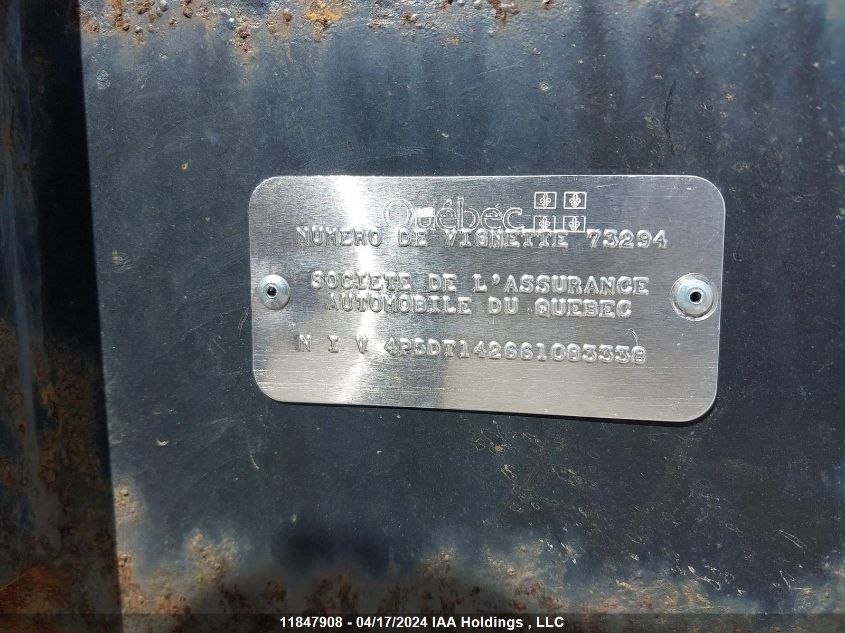 Québec
NUMERO DE VIGNETTE 73294
SOCIETE DE L'ASSURANCE
AUTOMOBILE DU QUEBEC
N I V 4P5DT142661083338
11847908 - 04/17/2024 IAA Holdings , LLC